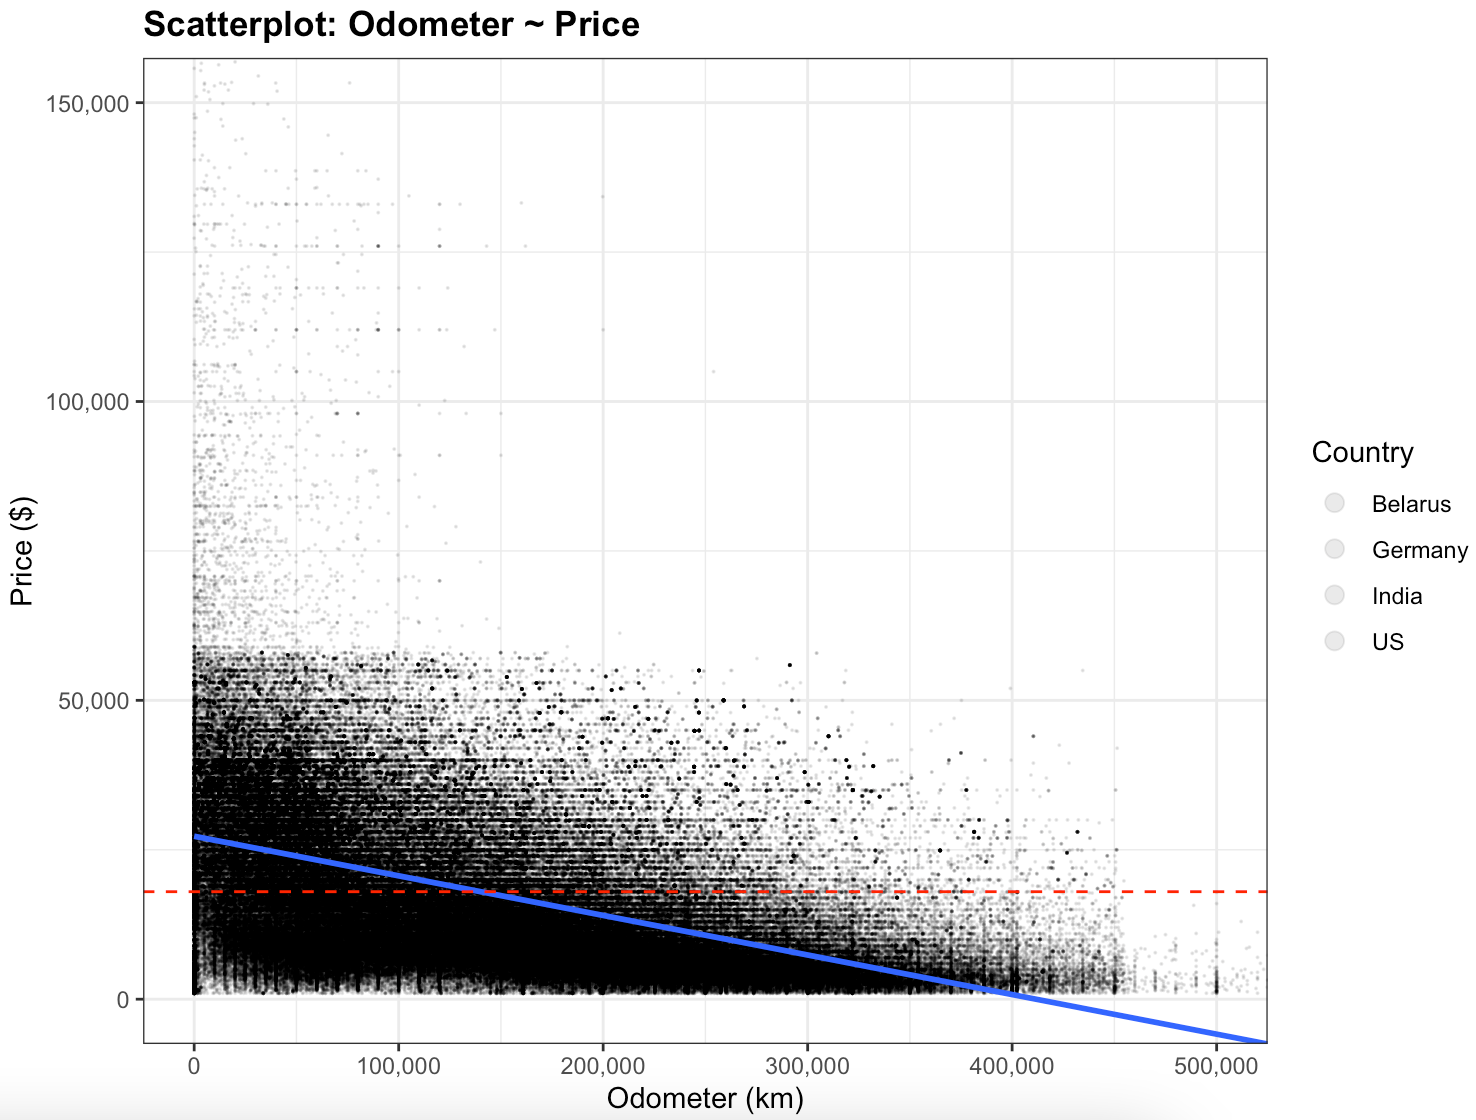 Scatterplot: Odometer ~ Price
Price ($)
150,000
100,000
50,000
0
0
100,000
200,000
300,000
400,000
500,000
Odometer (km)
Country
Belarus
Germany
India
US